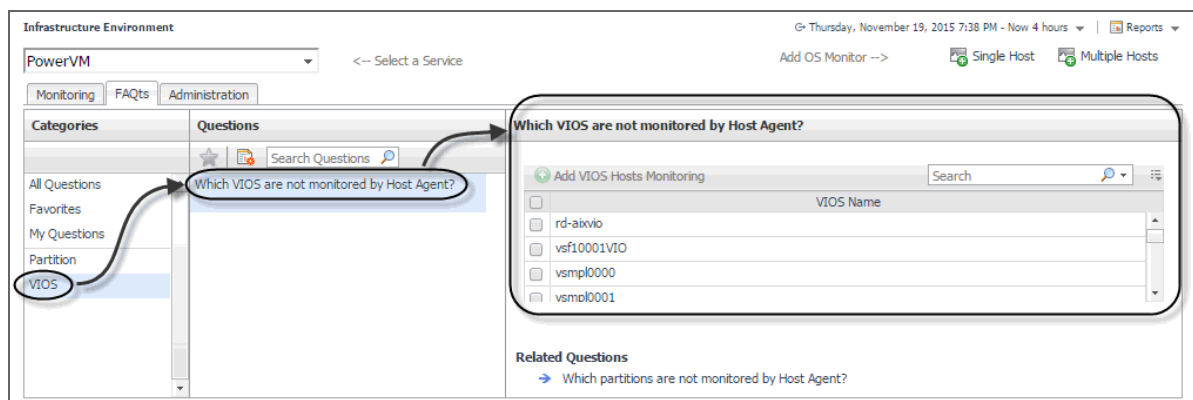 Infrastructure Environment
Thursday, November 19, 2015 7:38 PM - Now 4 hours
Reports
PowerVM
<-- Select a Service
Add OS Monitor -->
Single Host
Multiple Hosts
Monitoring
FAQts
Administration
Categories
Questions
Which VIOS are not monitored by Host Agent?
Search Questions
All Questions
Favorites
My Questions
Partition
VIOS
Which VIOS are not monitored by Host Agent?
Add VIOS Hosts Monitoring
Search
VIOS Name
rd-aixvio
vsf10001VIO
vsmpl0000
vsmpl0001
Related Questions
Which partitions are not monitored by Host Agent?